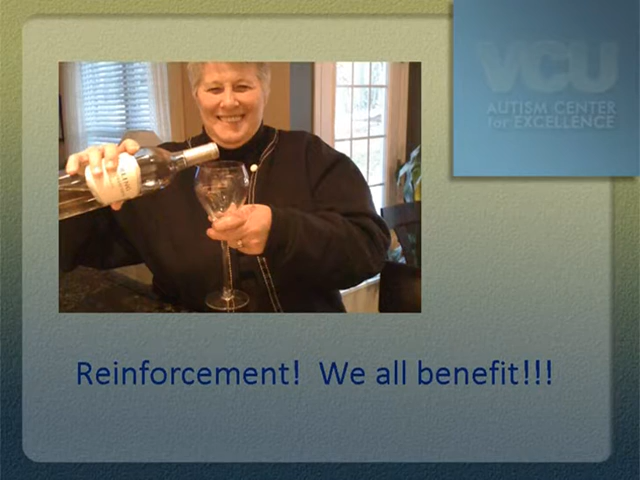 VCU
AUTISM CENTER
for EXCELLENCE
Reinforcement! We all benefit!!!